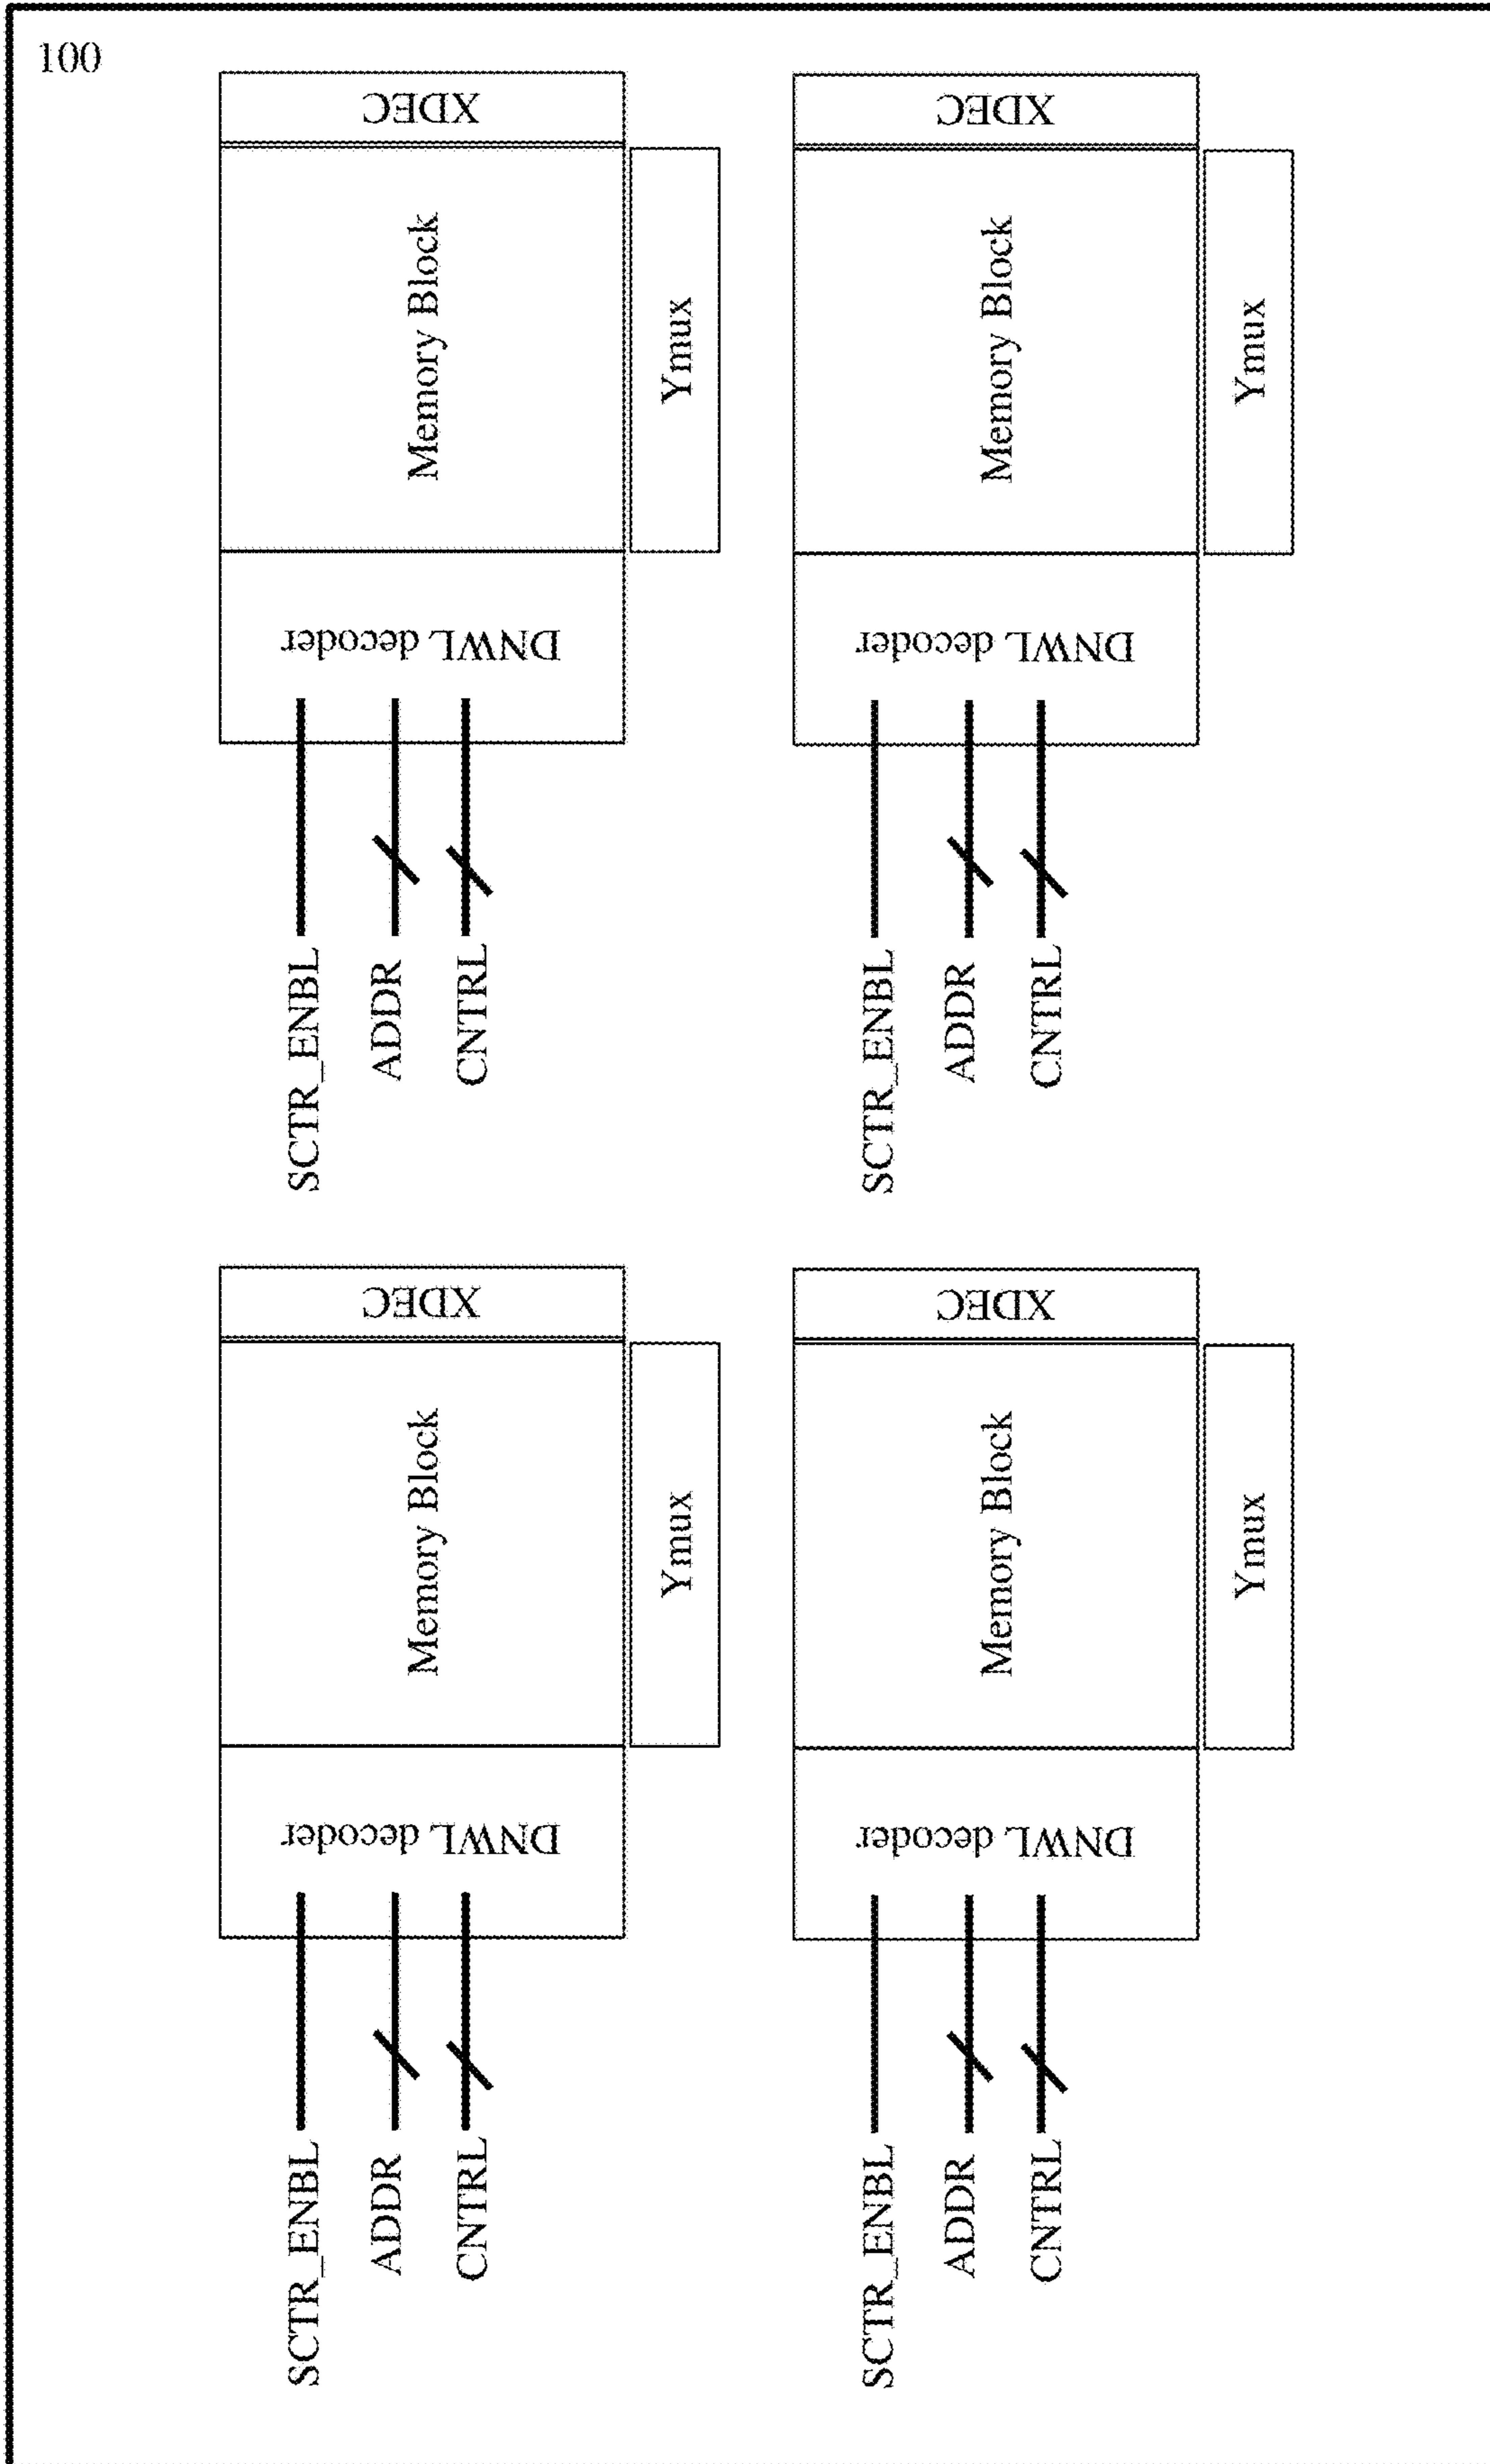 100
XDEC
Memory Block
Ymux
DNWL decoder
SCTR_ENBL
ADDR
CNTRL
XDEC
Memory Block
Ymux
DNWL decoder
SCTR_ENBL
ADDR
CNTRL
XDEC
Memory Block
Ymux
DNWL decoder
SCTR_ENBL
ADDR
CNTRL
XDEC
Memory Block
Ymux
DNWL decoder
SCTR_ENBL
ADDR
CNTRL